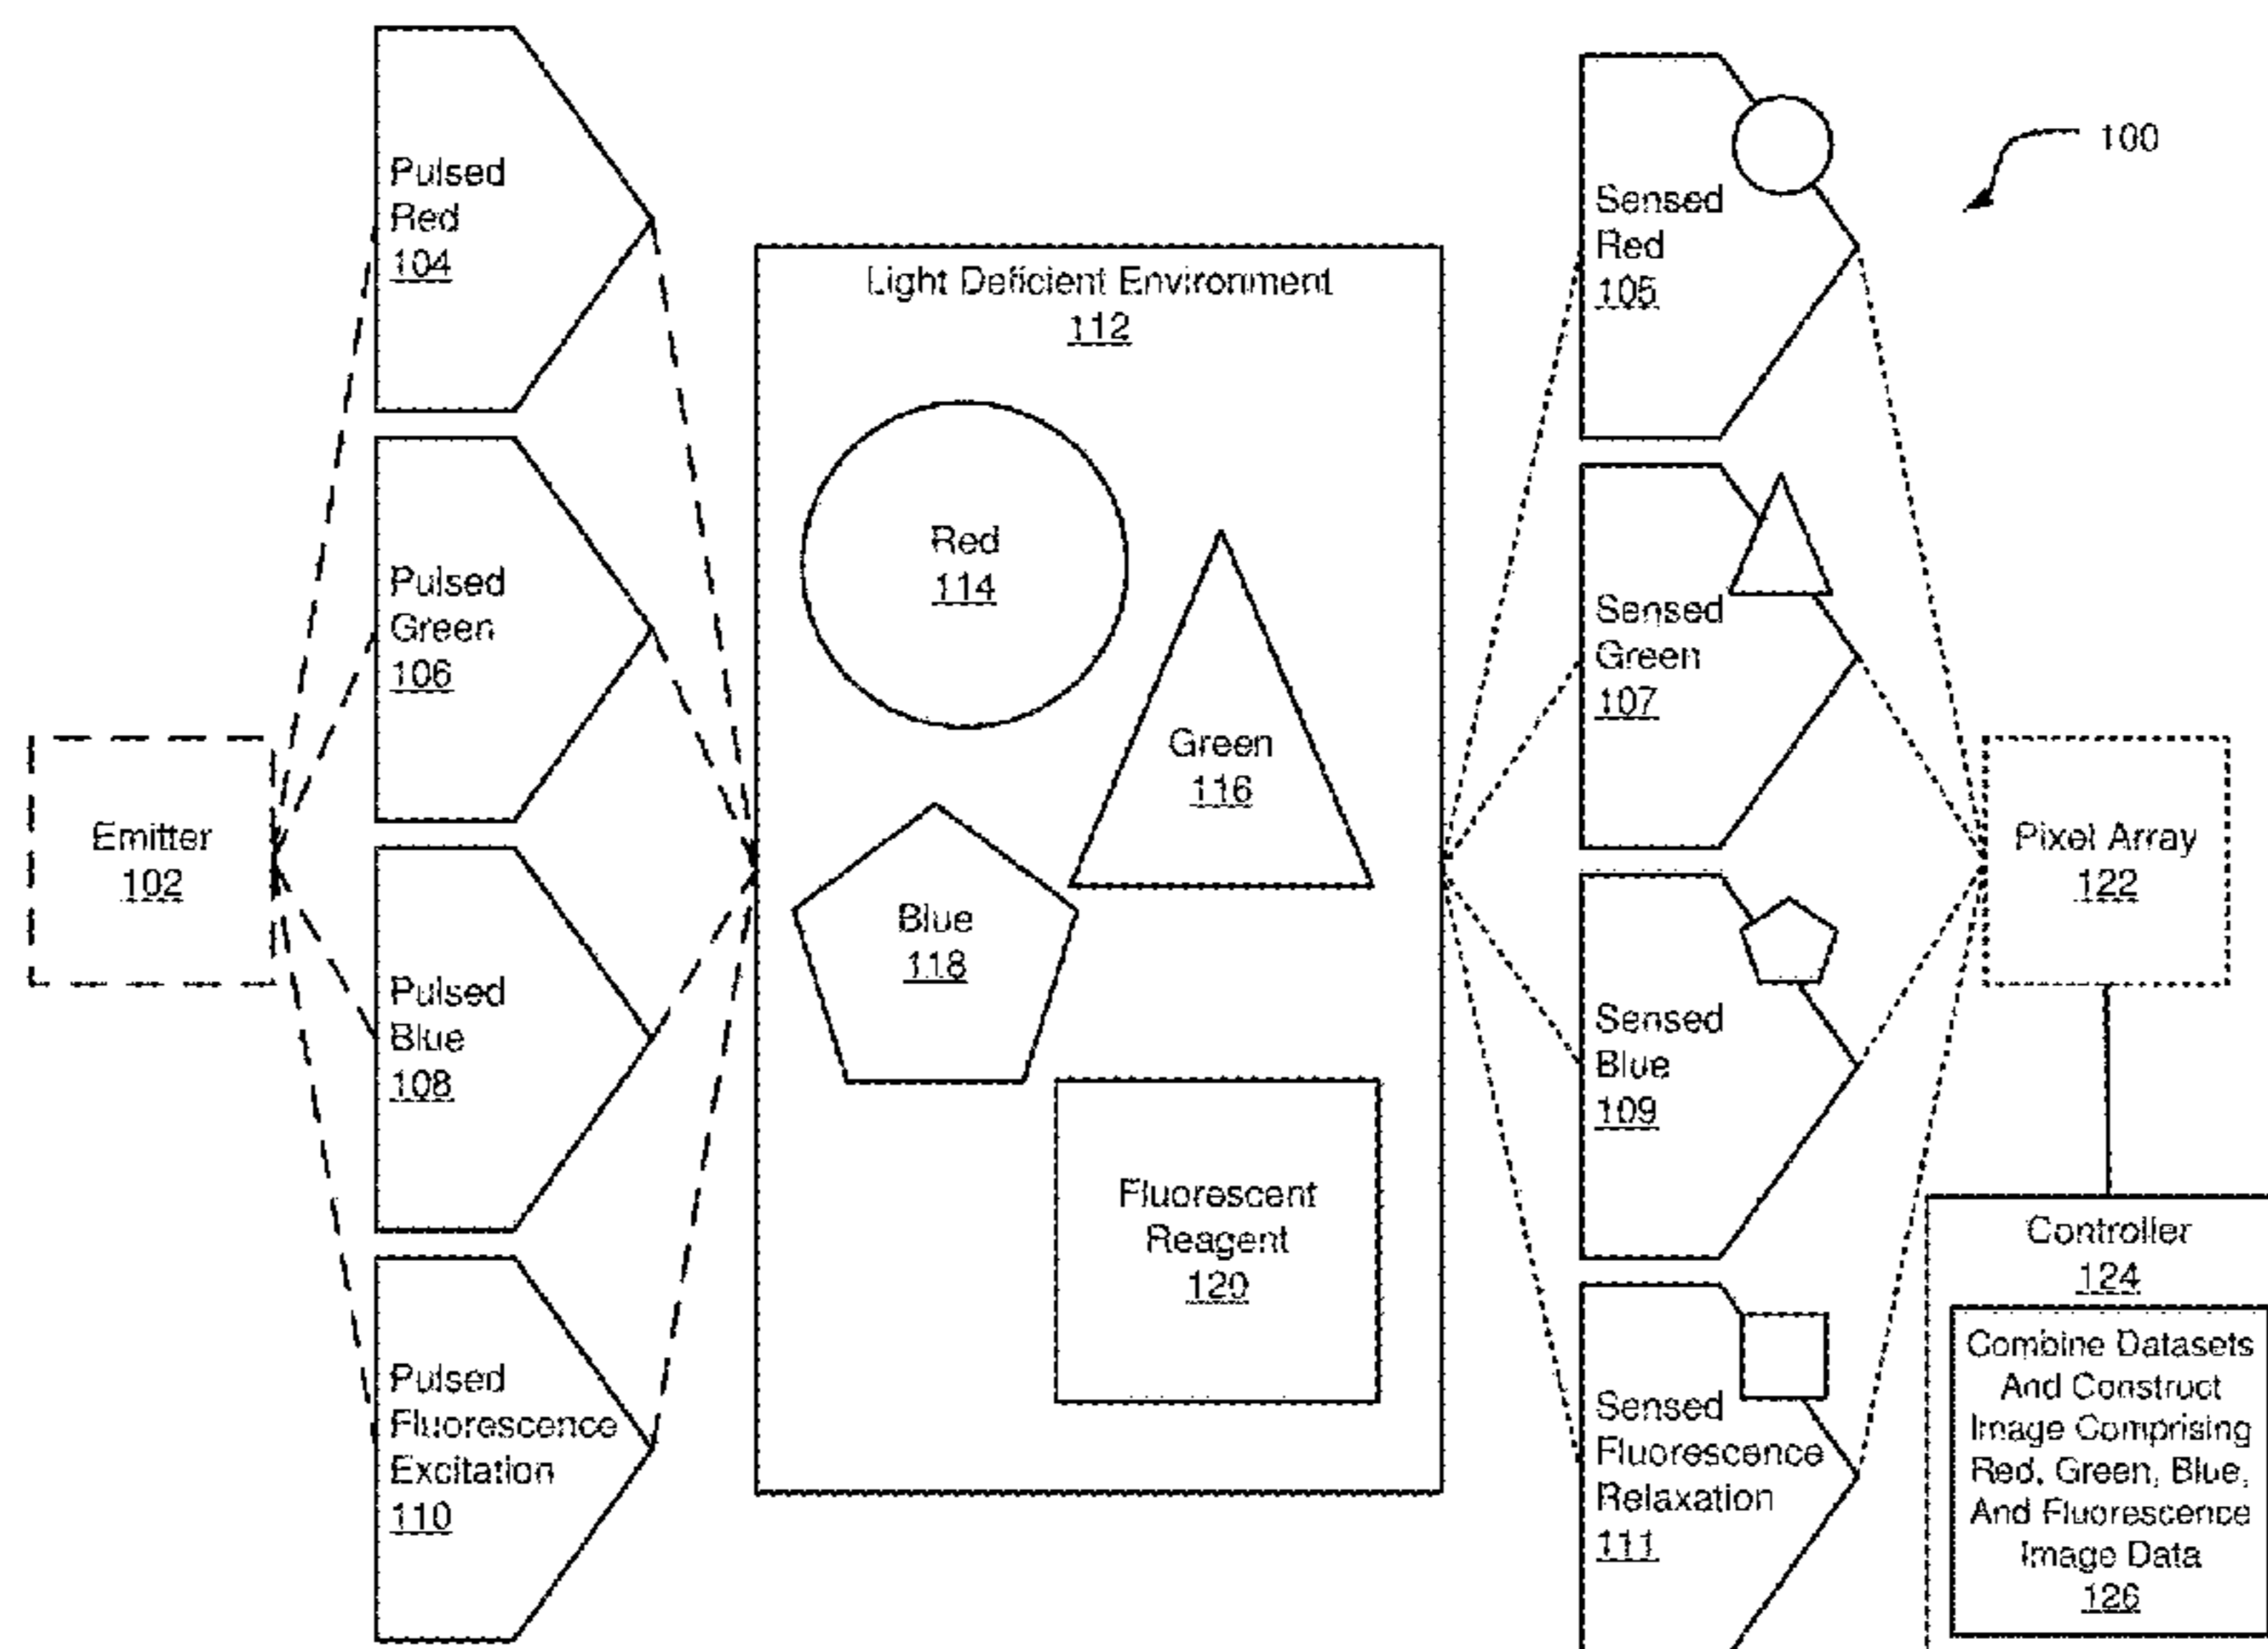 Pulsed
Red
104
Pulsed
Green
106
Pulsed
Blue
108
Pulsed
Fluorescence
Excitation
110
Emitter
102
Light Deficient Environment
112
Red
114
Green
116
Blue
118
Fluorescent
Reagent
120
Sensed
Red
105
Sensed
Green
107
Sensed
Blue
109
Sensed
Fluorescence
Relaxation
111
100
Pixel Array
122
Controller
124
Combine Datasets
And Construct
Image Comprising
Red, Green, Blue,
And Fluorescence
Image Data
126